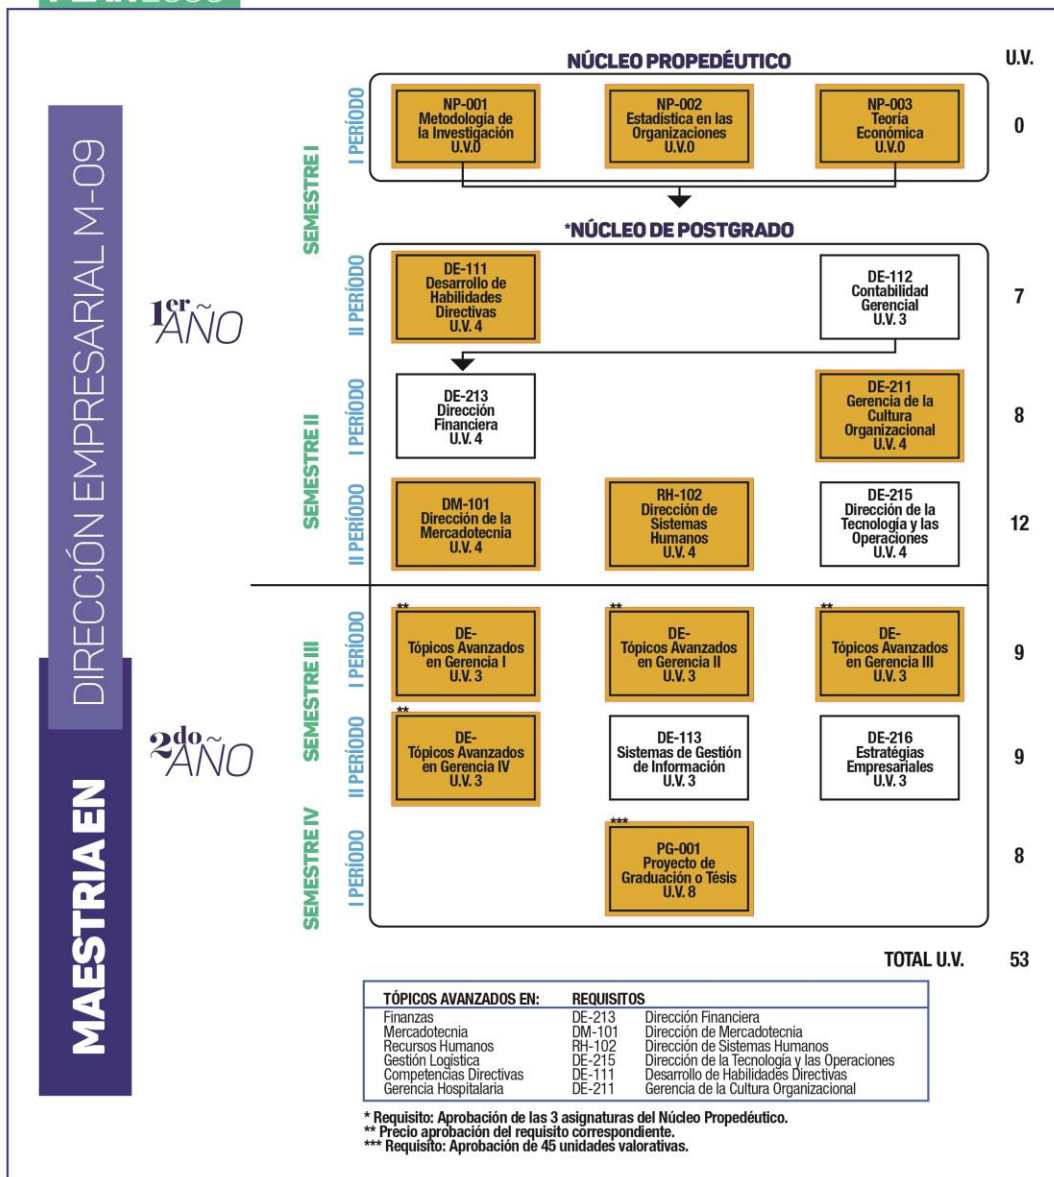 NÚCLEO PROPEDÉUTICO
U.V.
SEMESTRE I
I PERÍODO
NP-001
Metodología de
la Investigación
U.V.0
NP-002
Estadística en las
Organizaciones
U.V.0
NP-003
Teoría
Económica
U.V.0
0
*NÚCLEO DE POSTGRADO
1er AÑO
II PERÍODO
DE-111
Desarrollo de
Habilidades
Directivas
U.V. 4
DE-112
Contabilidad
Gerencial
U.V. 3
7
SEMESTRE II
I PERÍODO
DE-213
Dirección
Financiera
U.V. 4
DE-211
Gerencia de la
Cultura
Organizacional
U.V. 4
8
II PERÍODO
DM-101
Dirección de la
Mercadotecnia
U.V. 4
RH-102
Dirección de
Sistemas
Humanos
U.V. 4
DE-215
Dirección de la
Tecnología y las
Operaciones
U.V. 4
12
2do AÑO
SEMESTRE III
I PERÍODO
**
DE-
Tópicos Avanzados
en Gerencia I
U.V. 3
**
DE-
Tópicos Avanzados
en Gerencia II
U.V. 3
**
DE-
Tópicos Avanzados
en Gerencia III
U.V. 3
9
II PERÍODO
**
DE-
Tópicos Avanzados
en Gerencia IV
U.V. 3
DE-113
Sistemas de Gestión
de Información
U.V. 3
DE-216
Estratégias
Empresariales
U.V. 3
9
SEMESTRE IV
I PERÍODO
***
PG-001
Proyecto de
Graduación o Tésis
U.V. 8
8
MAESTRIA EN DIRECCIÓN EMPRESARIAL M-09
TOTAL U.V. 53
TÓPICOS AVANZADOS EN: REQUISITOS
Finanzas DE-213 Dirección Financiera
Mercadotecnia DM-101 Dirección de Mercadotecnia
Recursos Humanos RH-102 Dirección de Sistemas Humanos
Gestión Logística DE-215 Dirección de la Tecnología y las Operaciones
Competencias Directivas DE-111 Desarrollo de Habilidades Directivas
Gerencia Hospitalaria DE-211 Gerencia de la Cultura Organizacional
* Requisito: Aprobación de las 3 asignaturas del Núcleo Propedéutico.
** Precio aprobación del requisito correspondiente.
*** Requisito: Aprobación de 45 unidades valorativas.